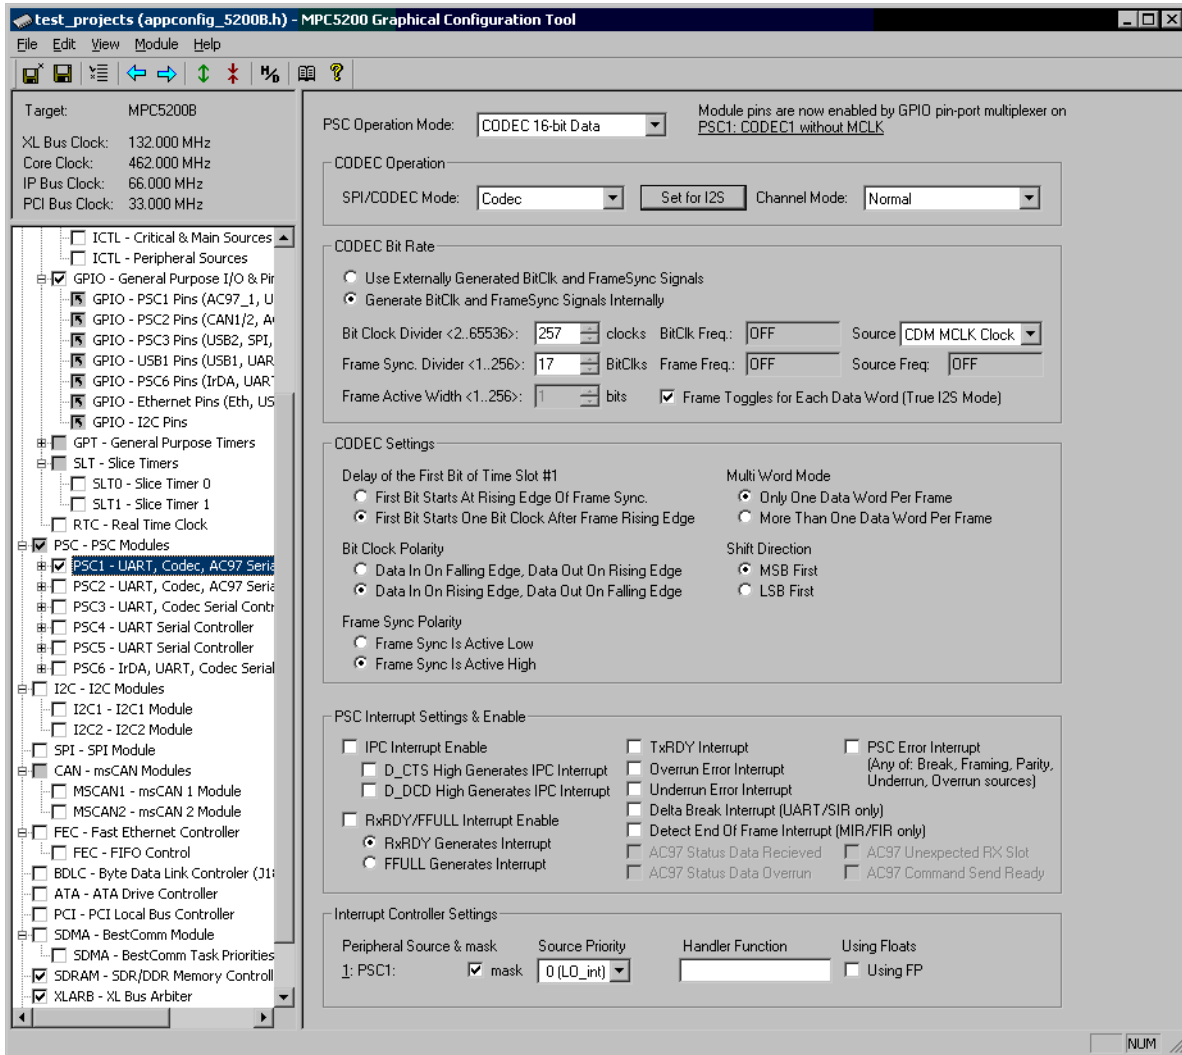 test_projects (appconfig_5200B.h) - MPC5200 Graphical Configuration Tool
File Edit View Module Help
Target: MPC5200B
XL Bus Clock: 132.000 MHz
Core Clock: 462.000 MHz
IP Bus Clock: 66.000 MHz
PCI Bus Clock: 33.000 MHz
ICTL - Critical & Main Sources
ICTL - Peripheral Sources
GPIO - General Purpose I/O & Pir
GPIO - PSC1 Pins (AC97_1, U
GPIO - PSC2 Pins (CAN1/2, A
GPIO - PSC3 Pins (USB2, SPI,
GPIO - USB1 Pins (USB1, UAR
GPIO - PSC6 Pins (IrDA, UAR
GPIO - Ethernet Pins (Eth, US
GPIO - I2C Pins
GPT - General Purpose Timers
SLT - Slice Timers
SLT0 - Slice Timer 0
SLT1 - Slice Timer 1
RTC - Real Time Clock
PSC - PSC Modules
PSC1 - UART, Codec, AC97 Seria
PSC2 - UART, Codec, AC97 Seria
PSC3 - UART, Codec Serial Contr
PSC4 - UART Serial Controller
PSC5 - UART Serial Controller
PSC6 - IrDA, UART, Codec Serial
I2C - I2C Modules
I2C1 - I2C1 Module
I2C2 - I2C2 Module
SPI - SPI Module
CAN - msCAN Modules
MSCAN1 - msCAN 1 Module
MSCAN2 - msCAN 2 Module
FEC - Fast Ethernet Controller
FEC - FIFO Control
BDLC - Byte Data Link Controler (J18
ATA - ATA Drive Controller
PCI - PCI Local Bus Controller
SDMA - BestComm Module
SDMA - BestComm Task Priorities
SDRAM - SDR/DDR Memory Controll
XLARB - XL Bus Arbiter
PSC Operation Mode: CODEC 16-bit Data
Module pins are now enabled by GPIO pin-port multiplexer on
PSC1: CODEC1 without MCLK
CODEC Operation
SPI/CODEC Mode: Codec Set for I2S Channel Mode: Normal
CODEC Bit Rate
Use Externally Generated BitClk and FrameSync Signals
Generate BitClk and FrameSync Signals Internally
Bit Clock Divider <2..65536>: 257 clocks BitClk Freq.: OFF Source CDM MCLK Clock
Frame Sync. Divider <1..256>: 17 BitClks Frame Freq.: OFF Source Freq: OFF
Frame Active Width <1..256>: 1 bits Frame Toggles for Each Data Word (True I2S Mode)
CODEC Settings
Delay of the First Bit of Time Slot #1
First Bit Starts At Rising Edge Of Frame Sync.
First Bit Starts One Bit Clock After Frame Rising Edge
Multi Word Mode
Only One Data Word Per Frame
More Than One Data Word Per Frame
Bit Clock Polarity
Data In On Falling Edge, Data Out On Rising Edge
Data In On Rising Edge, Data Out On Falling Edge
Shift Direction
MSB First
LSB First
Frame Sync Polarity
Frame Sync Is Active Low
Frame Sync Is Active High
PSC Interrupt Settings & Enable
IPC Interrupt Enable
D_CTS High Generates IPC Interrupt
D_DCD High Generates IPC Interrupt
RxRDY/FFULL Interrupt Enable
RxRDY Generates Interrupt
FFULL Generates Interrupt
TxRDY Interrupt
Overrun Error Interrupt
Underrun Error Interrupt
Delta Break Interrupt (UART/SIR only)
Detect End Of Frame Interrupt (MIR/FIR only)
AC97 Status Data Recieved
AC97 Status Data Overrun
PSC Error Interrupt
(Any of: Break, Framing, Parity,
Underrun, Overrun sources)
AC97 Unexpected RX Slot
AC97 Command Send Ready
Interrupt Controller Settings
Peripheral Source & mask Source Priority Handler Function Using Floats
1: PSC1: mask 0 (LO_int) Using FP
NUM